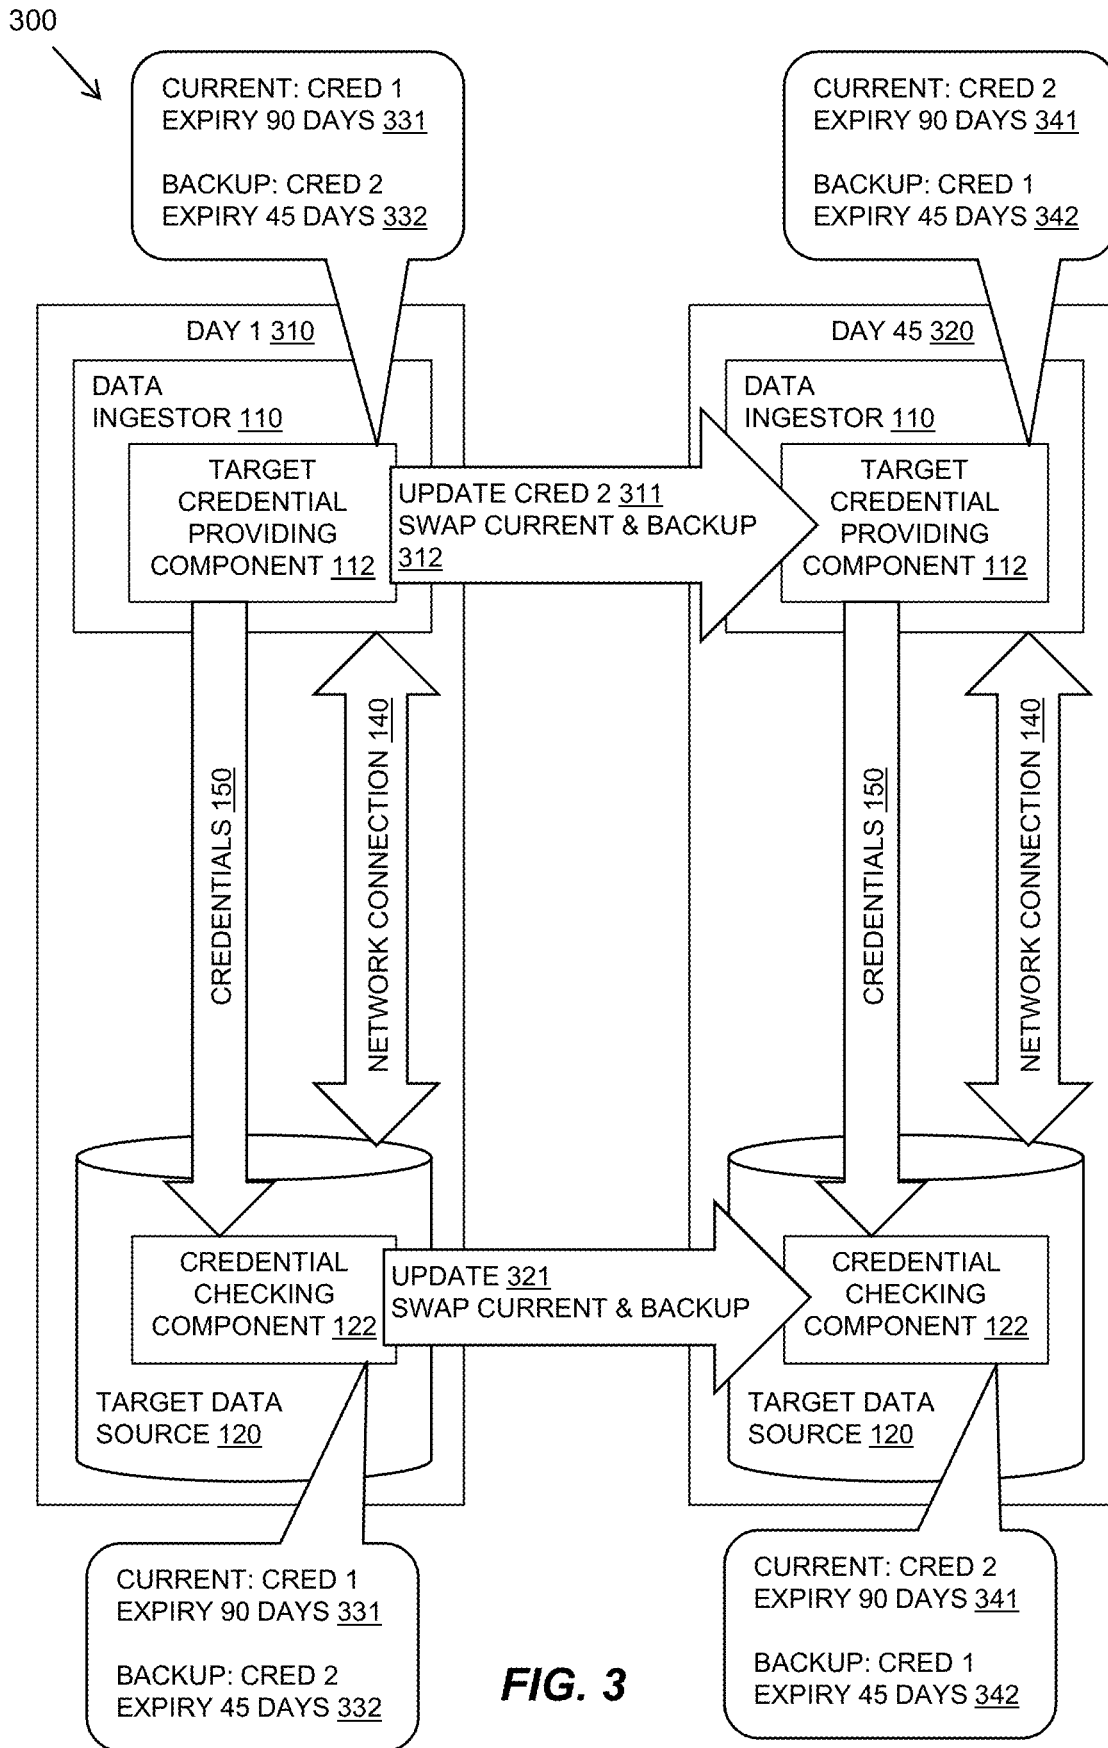 300
CURRENT: CRED 1
EXPIRY 90 DAYS 331
BACKUP: CRED 2
EXPIRY 45 DAYS 332
CURRENT: CRED 2
EXPIRY 90 DAYS 341
BACKUP: CRED 1
EXPIRY 45 DAYS 342
DAY 1 310
DATA
INGESTOR 110
TARGET
CREDENTIAL
PROVIDING
COMPONENT 112
UPDATE CRED 2 311
SWAP CURRENT & BACKUP
312
DAY 45 320
DATA
INGESTOR 110
TARGET
CREDENTIAL
PROVIDING
COMPONENT 112
CREDENTIALS 150
NETWORK CONNECTION 140
CREDENTIALS 150
NETWORK CONNECTION 140
CREDENTIAL
CHECKING
COMPONENT 122
TARGET DATA
SOURCE 120
UPDATE 321
SWAP CURRENT & BACKUP
CREDENTIAL
CHECKING
COMPONENT 122
TARGET DATA
SOURCE 120
CURRENT: CRED 1
EXPIRY 90 DAYS 331
BACKUP: CRED 2
EXPIRY 45 DAYS 332
CURRENT: CRED 2
EXPIRY 90 DAYS 341
BACKUP: CRED 1
EXPIRY 45 DAYS 342
FIG. 3